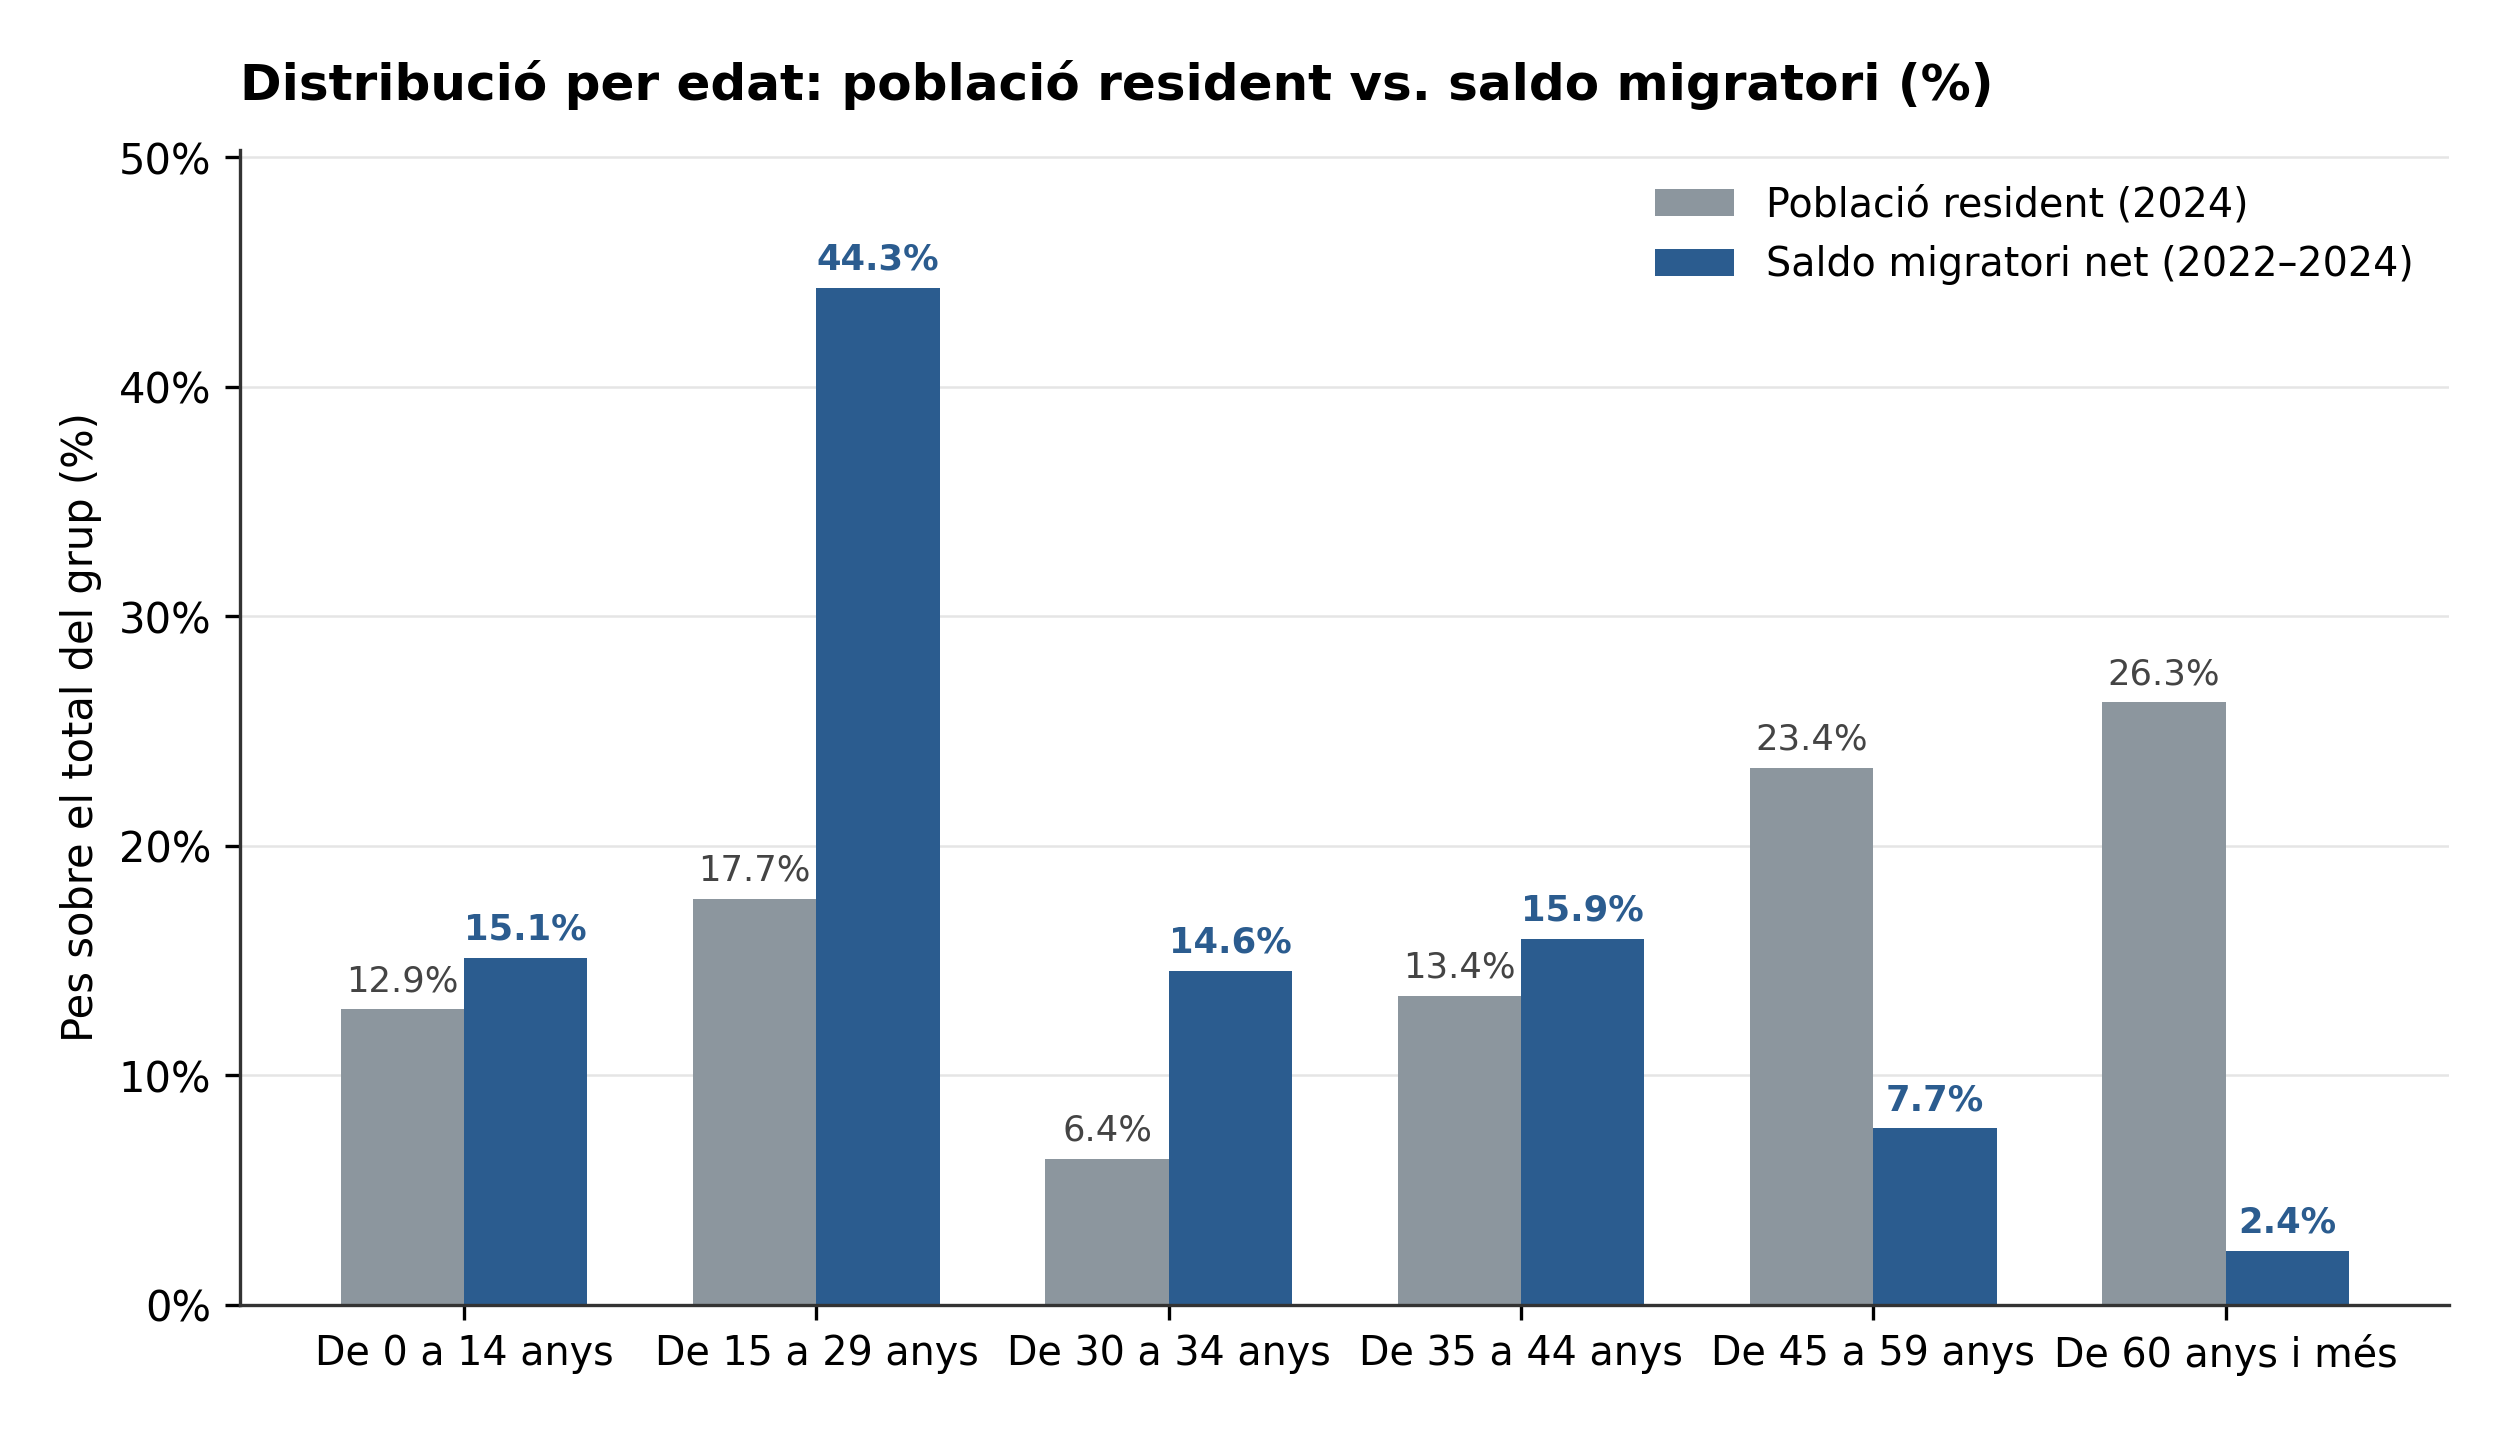 Distribució per edat: població resident vs. saldo migratori (%)
Pes sobre el total del grup (%)
50%
40%
30%
20%
10%
0%
Població resident (2024)
Saldo migratori net (2022–2024)
12.9%
15.1%
17.7%
44.3%
6.4%
14.6%
13.4%
15.9%
23.4%
7.7%
26.3%
2.4%
De 0 a 14 anys
De 15 a 29 anys
De 30 a 34 anys
De 35 a 44 anys
De 45 a 59 anys
De 60 anys i més